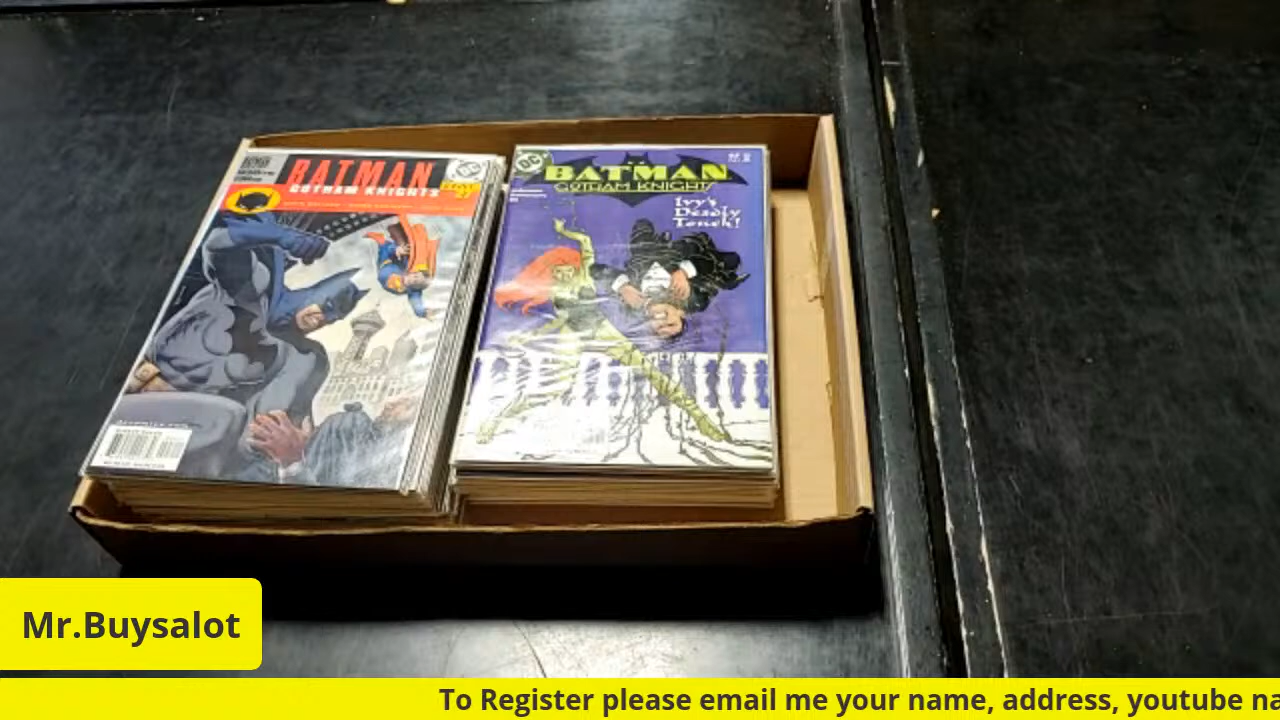 BATMAN
GOTHAM KNIGHTS
DC
BATMAN
GOTHAM KNIGHTS
Ivy's
Deadly
Touch!
Mr.Buysalot
To Register please email me your name, address, youtube na